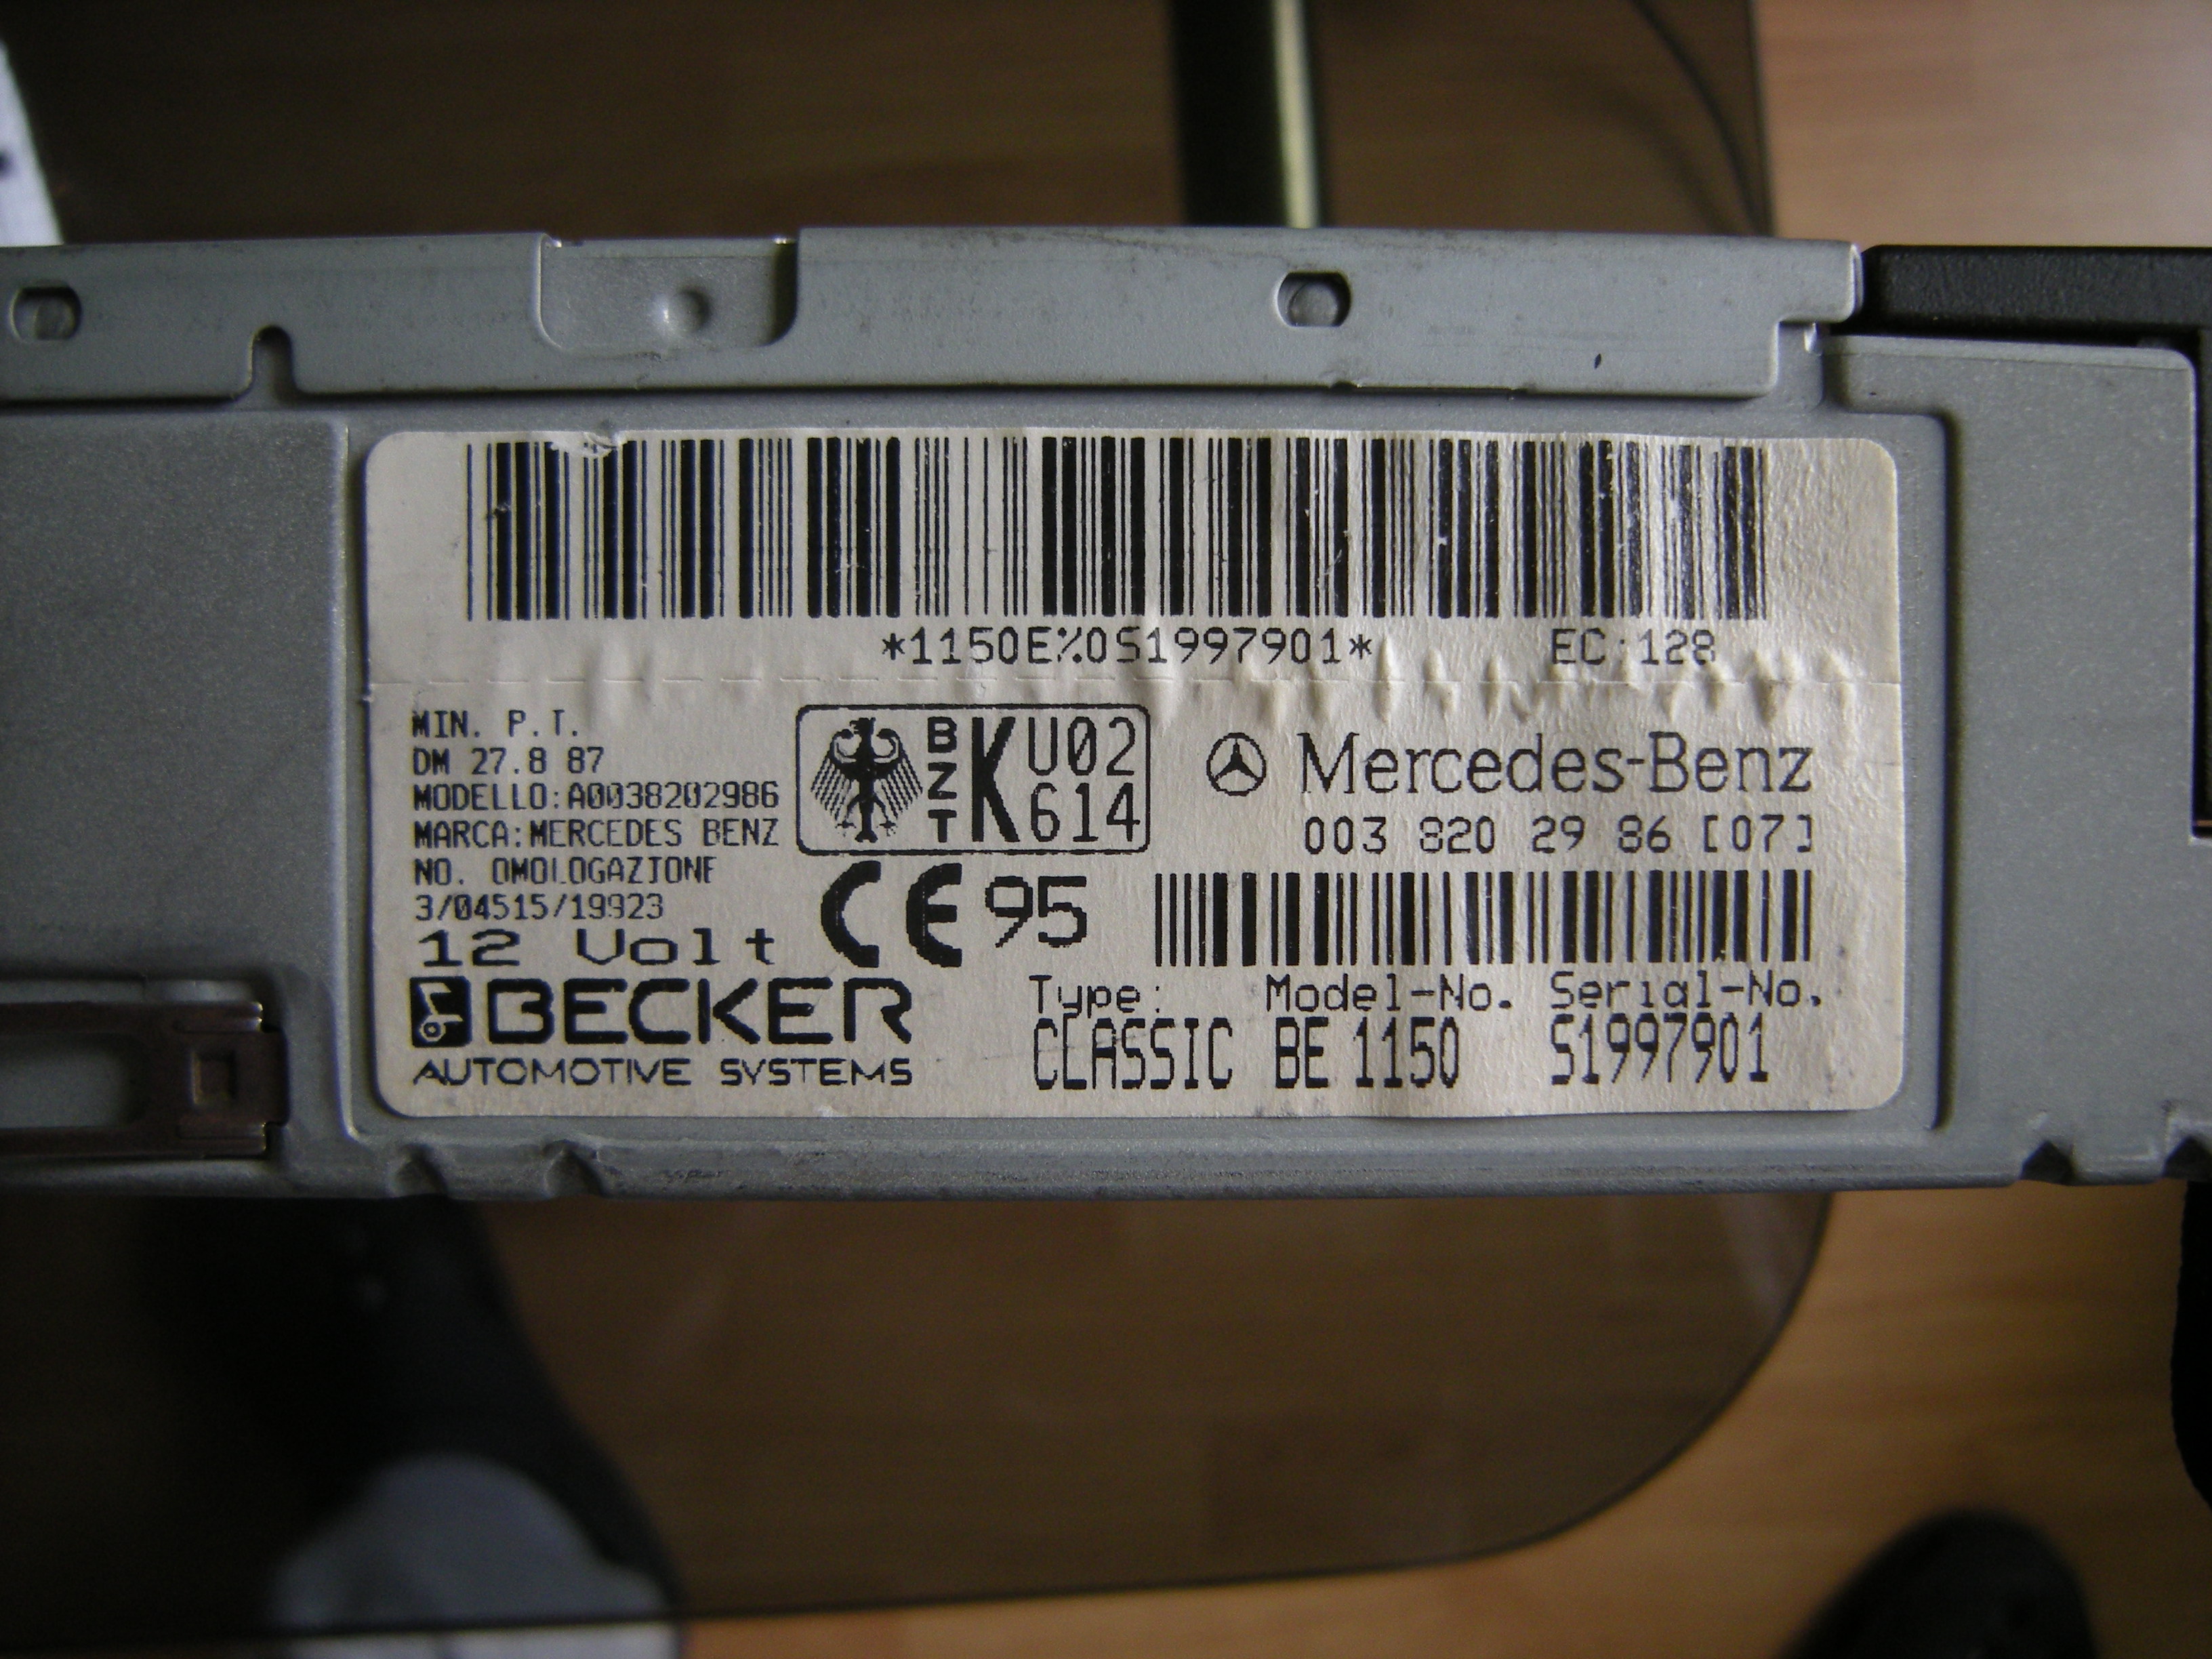 *1150E%0S1997901* EC:128
MIN. P.T.
DM 27.8 87
MODELLO:A0038202986
MARCA:MERCEDES BENZ
NO. OMOLOGAZIONE
3/04515/19923
12 Volt
BZT K U02 614
CE 95
Mercedes-Benz
003 820 29 86 [07]
BECKER
AUTOMOTIVE SYSTEMS
Type: Model-No. Serial-No.
CLASSIC BE 1150 S1997901